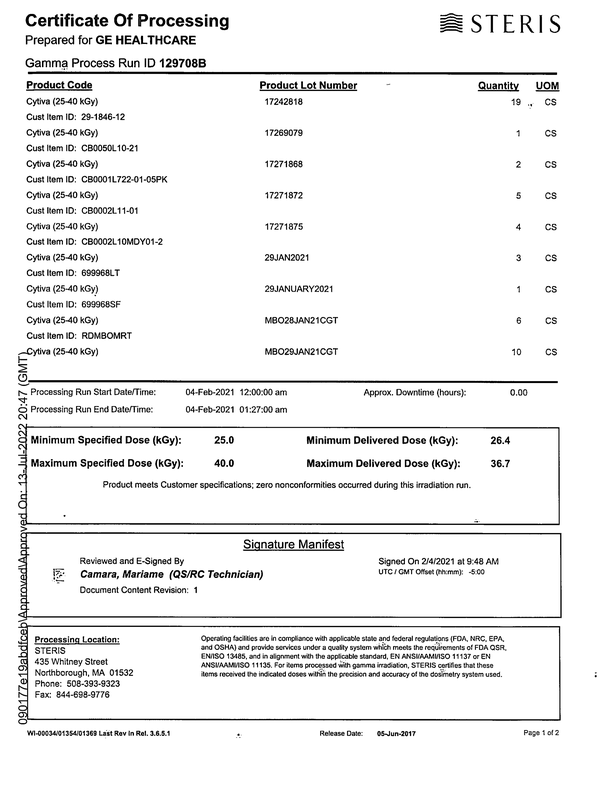 Certificate Of Processing
STERIS
Prepared for GE HEALTHCARE
Gamma Process Run ID 129708B
Product Code Product Lot Number Quantity UOM
Cytiva (25-40 kGy) 17242818 19 CS
Cust Item ID: 29-1846-12
Cytiva (25-40 kGy) 17269079 1 CS
Cust Item ID: CB0050L10-21
Cytiva (25-40 kGy) 17271868 2 CS
Cust Item ID: CB0001L722-01-05PK
Cytiva (25-40 kGy) 17271872 5 CS
Cust Item ID: CB0002L11-01
Cytiva (25-40 kGy) 17271875 4 CS
Cust Item ID: CB0002L10MDY01-2
Cytiva (25-40 kGy) 29JAN2021 3 CS
Cust Item ID: 699968LT
Cytiva (25-40 kGy) 29JANUARY2021 1 CS
Cust Item ID: 699968SF
Cytiva (25-40 kGy) MBO28JAN21CGT 6 CS
Cust Item ID: RDMBOMRT
Cytiva (25-40 kGy) MBO29JAN21CGT 10 CS
Processing Run Start Date/Time: 04-Feb-2021 12:00:00 am Approx. Downtime (hours): 0.00
Processing Run End Date/Time: 04-Feb-2021 01:27:00 am
Minimum Specified Dose (kGy): 25.0 Minimum Delivered Dose (kGy): 26.4
Maximum Specified Dose (kGy): 40.0 Maximum Delivered Dose (kGy): 36.7
Product meets Customer specifications; zero nonconformities occurred during this irradiation run.
Signature Manifest
Reviewed and E-Signed By Signed On 2/4/2021 at 9:48 AM
Camara, Mariame (QS/RC Technician) UTC / GMT Offset (hh:mm): -5:00
Document Content Revision: 1
Processing Location:
STERIS
435 Whitney Street
Northborough, MA 01532
Phone: 508-393-9323
Fax: 844-698-9776
Operating facilities are in compliance with applicable state and federal regulations (FDA, NRC, EPA,
and OSHA) and provide services under a quality system which meets the requirements of FDA QSR,
EN/ISO 13485, and in alignment with the applicable standard, EN ANSI/AAMI/ISO 11137 or EN
ANSI/AAMI/ISO 11135. For items processed with gamma irradiation, STERIS certifies that these
items received the indicated doses within the precision and accuracy of the dosimetry system used.
WI-00034/01354/01369 Last Rev in Rel. 3.6.5.1 Release Date: 05-Jun-2017 Page 1 of 2
090177e19abdfceb\Approved\Approved On: 13-Jul-2022 20:47 (GMT)